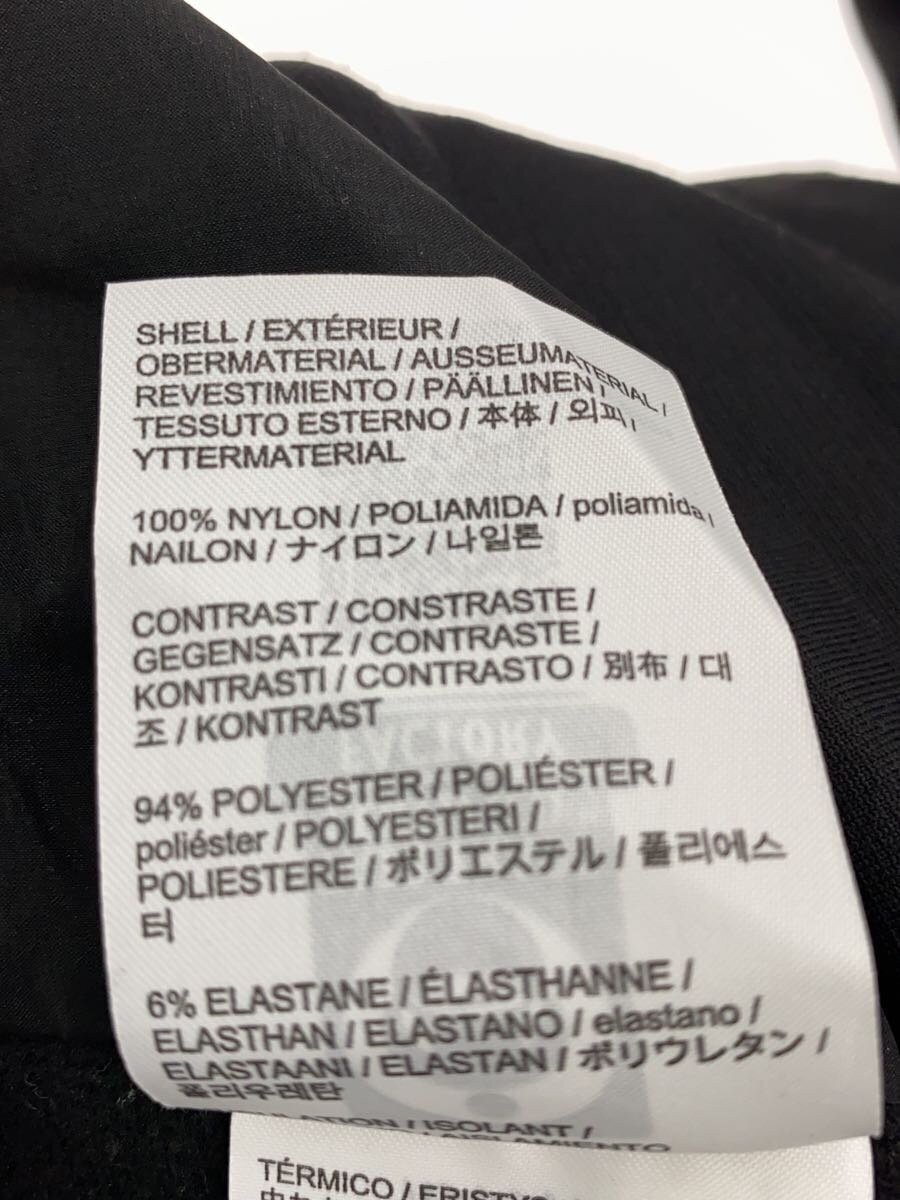 SHELL / EXTÉRIEUR /
OBERMATERIAL / AUSSEUMATERIAL /
REVESTIMIENTO / PÄÄLLINEN /
TESSUTO ESTERNO / 本体 / 외피 /
YTTERMATERIAL
100% NYLON / POLIAMIDA / poliamida /
NAILON / ナイロン / 나일론
CONTRAST / CONSTRASTE /
GEGENSATZ / CONTRASTE /
KONTRASTI / CONTRASTO / 別布 / 대
조 / KONTRAST
94% POLYESTER / POLIÉSTER /
poliéster / POLYESTERI /
POLIESTERE / ポリエステル / 폴리에스
터
6% ELASTANE / ÉLASTHANNE /
ELASTHAN / ELASTANO / elastano /
ELASTAANI / ELASTAN / ポリウレタン /
폴리우레탄
/ ISOLANT /
TÉRMICO /